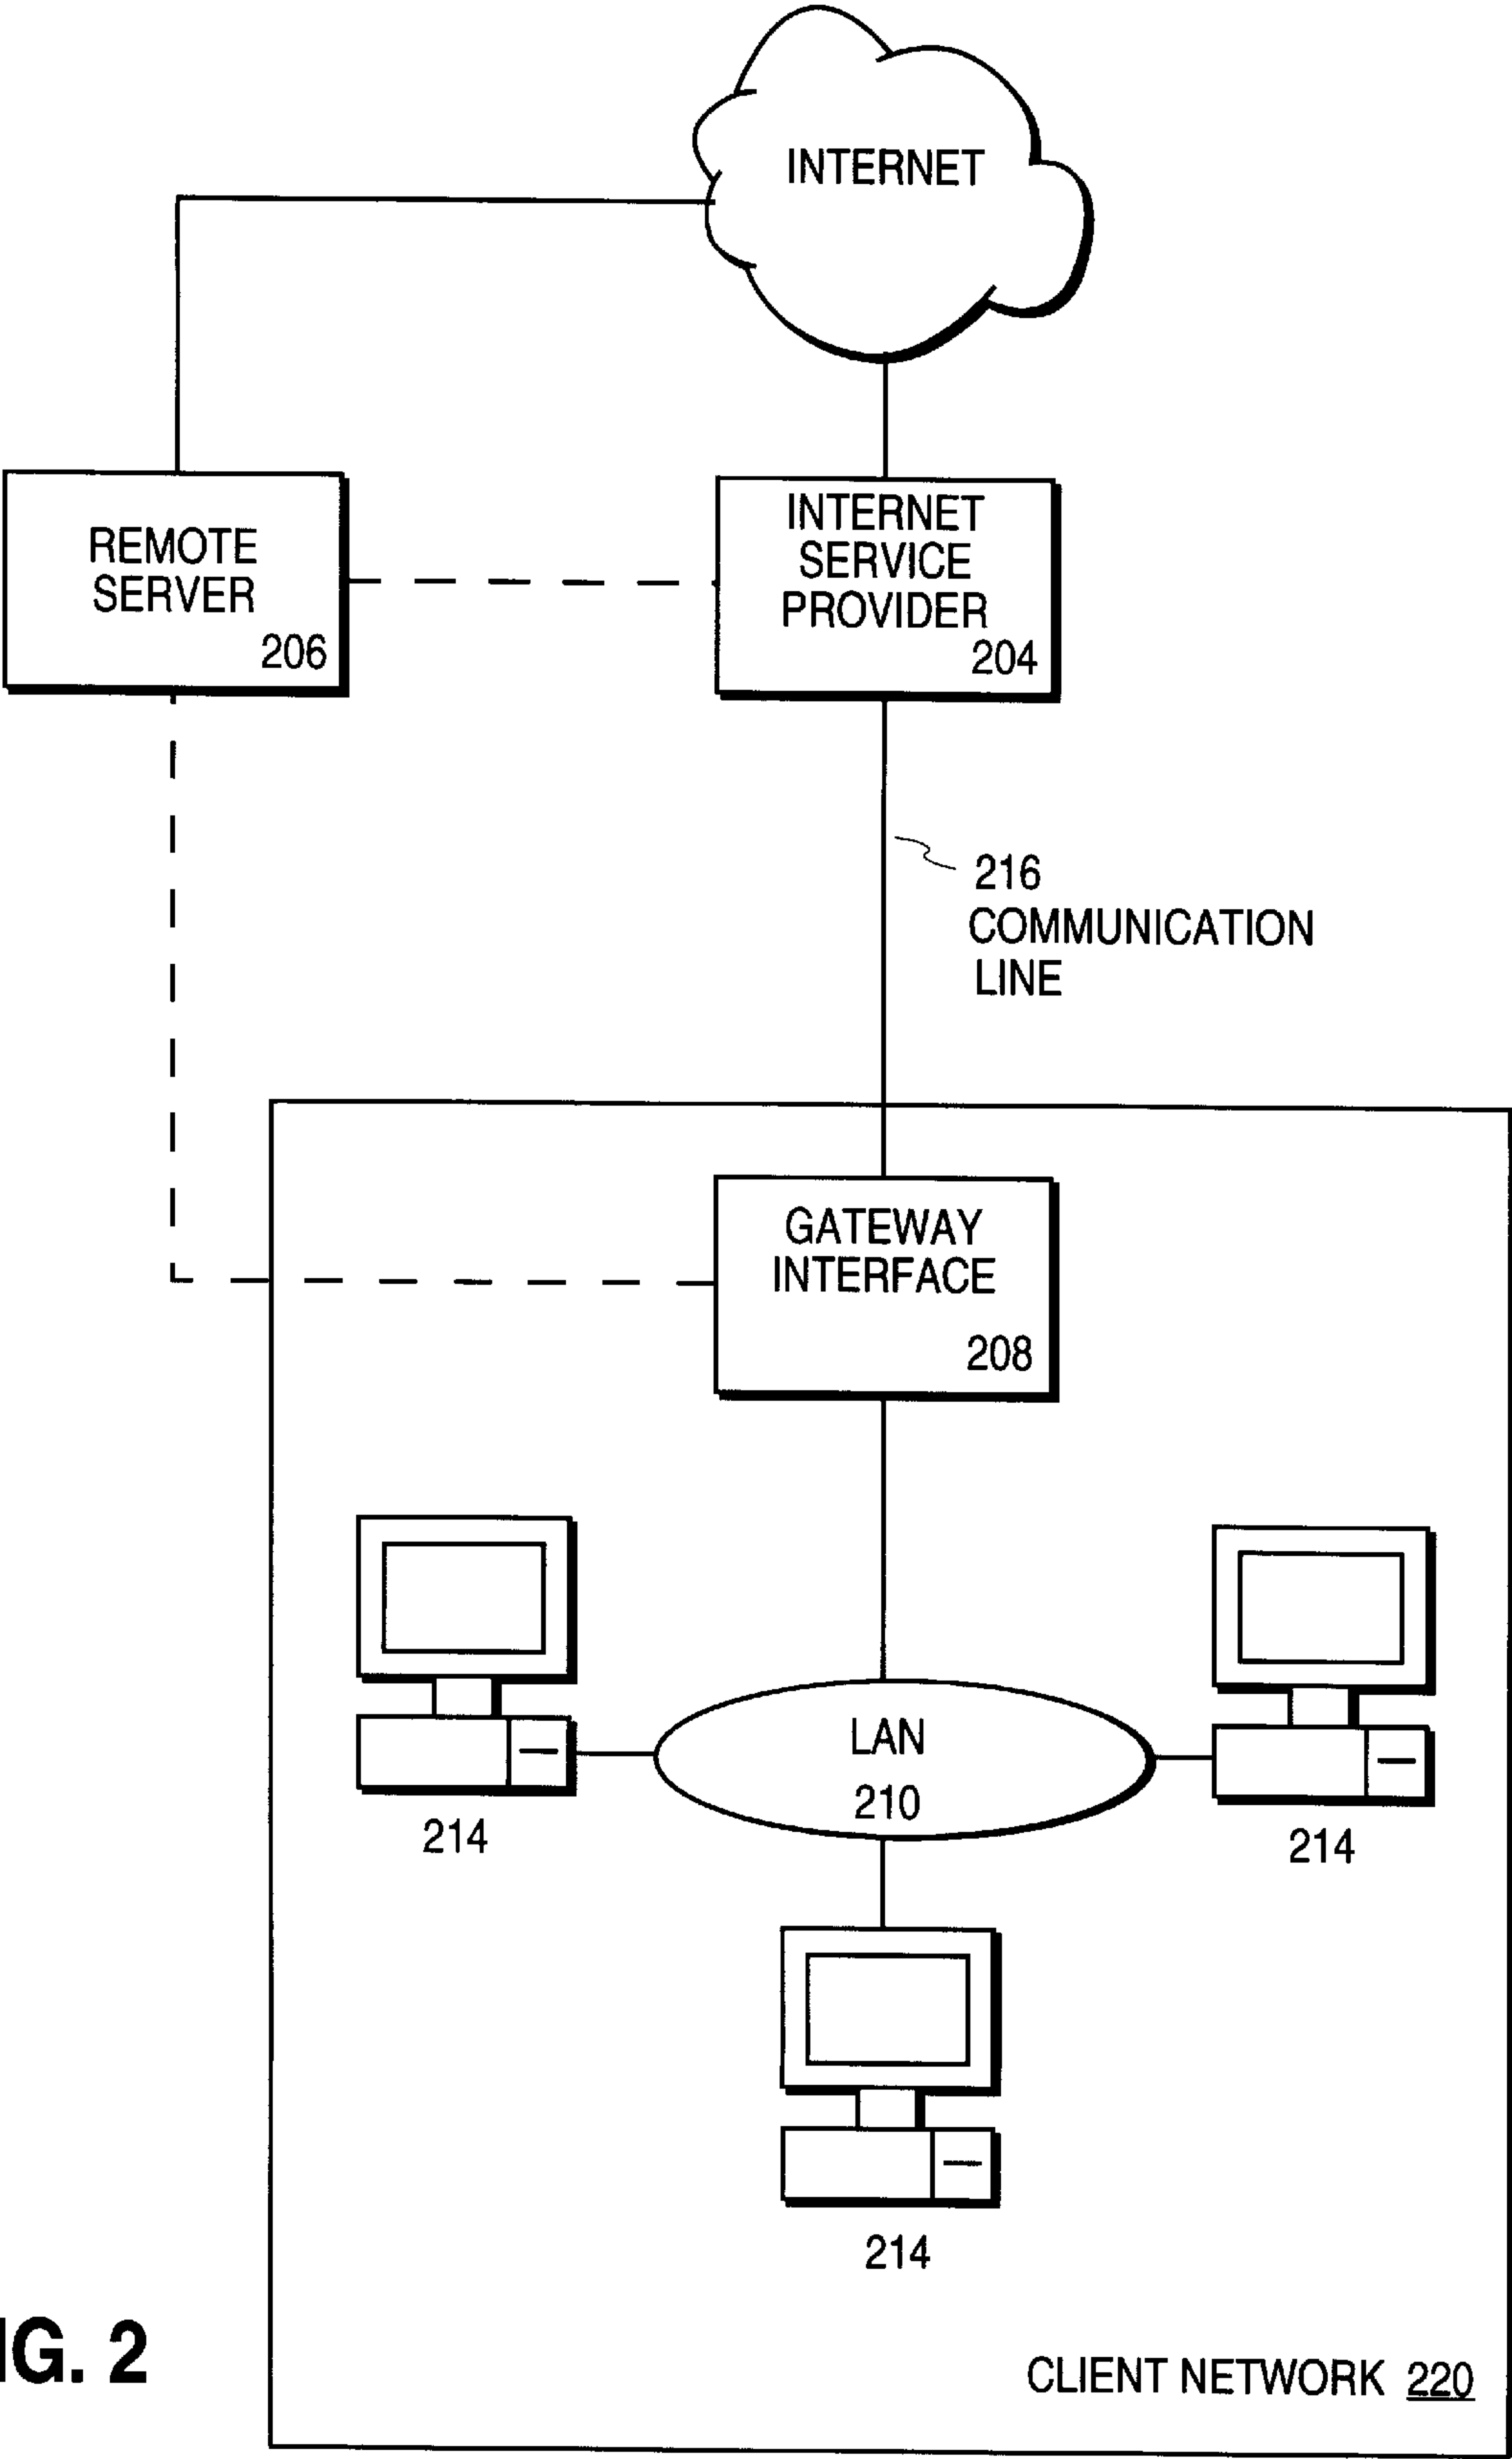 INTERNET
REMOTE
SERVER
206
INTERNET
SERVICE
PROVIDER
204
216
COMMUNICATION
LINE
GATEWAY
INTERFACE
208
LAN
210
214
214
214
IG. 2
CLIENT NETWORK 220